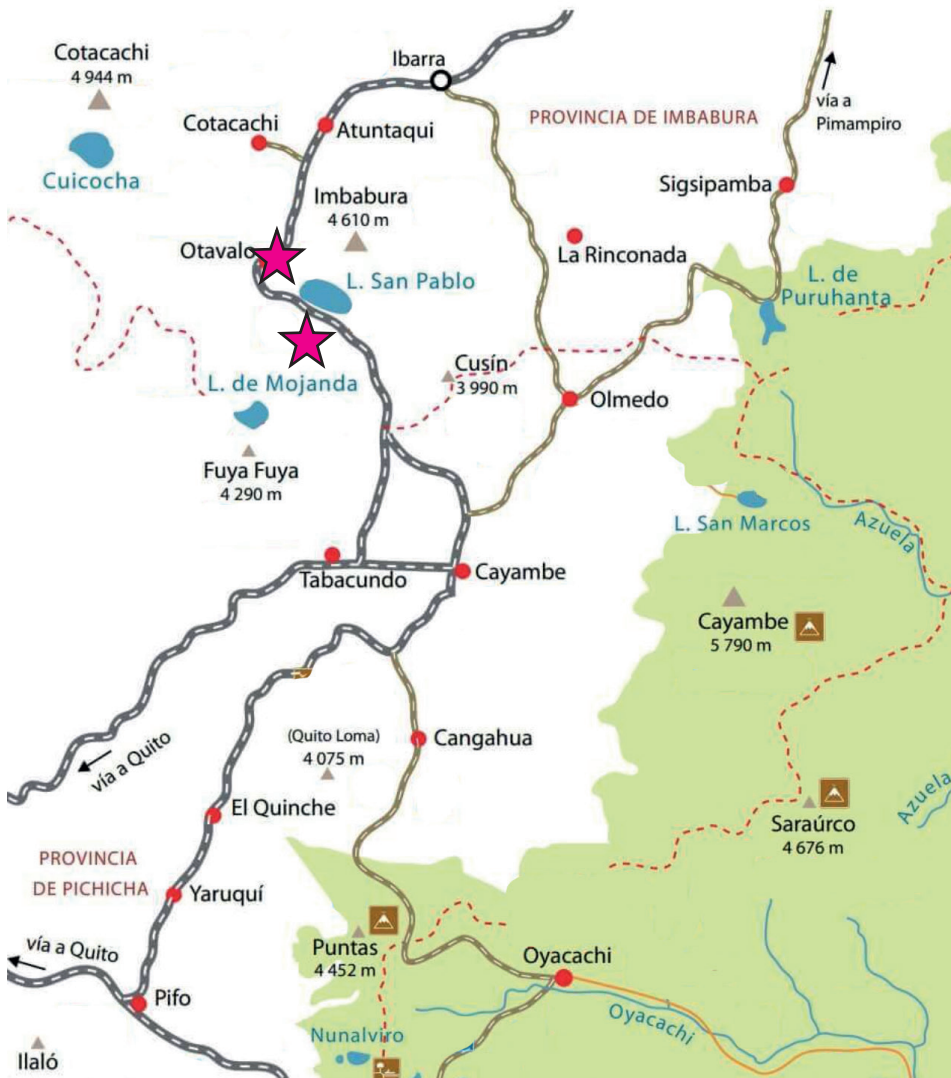 Cotacachi
4 944 m
Ibarra
vía a
Pimampiro
PROVINCIA DE IMBABURA
Cotacachi
Atuntaqui
Cuicocha
Sigsipamba
Imbabura
4 610 m
Otavalo
La Rinconada
L. San Pablo
L. de
Puruhanta
L. de Mojanda
Cusín
3 990 m
Olmedo
Fuya Fuya
4 290 m
L. San Marcos
Azuela
Tabacundo
Cayambe
Cayambe
5 790 m
vía a Quito
(Quito Loma)
4 075 m
Cangahua
El Quinche
Azuela
Saraúrco
4 676 m
PROVINCIA
DE PICHICHA
Yaruquí
vía a Quito
Puntas
4 452 m
Oyacachi
Pifo
Oyacachi
Nunalviro
Ilaló